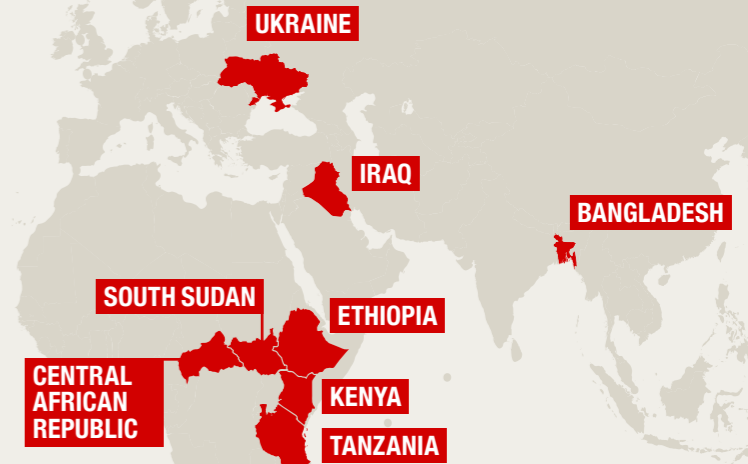 UKRAINE
IRAQ
BANGLADESH
SOUTH SUDAN
ETHIOPIA
CENTRAL
AFRICAN
REPUBLIC
KENYA
TANZANIA